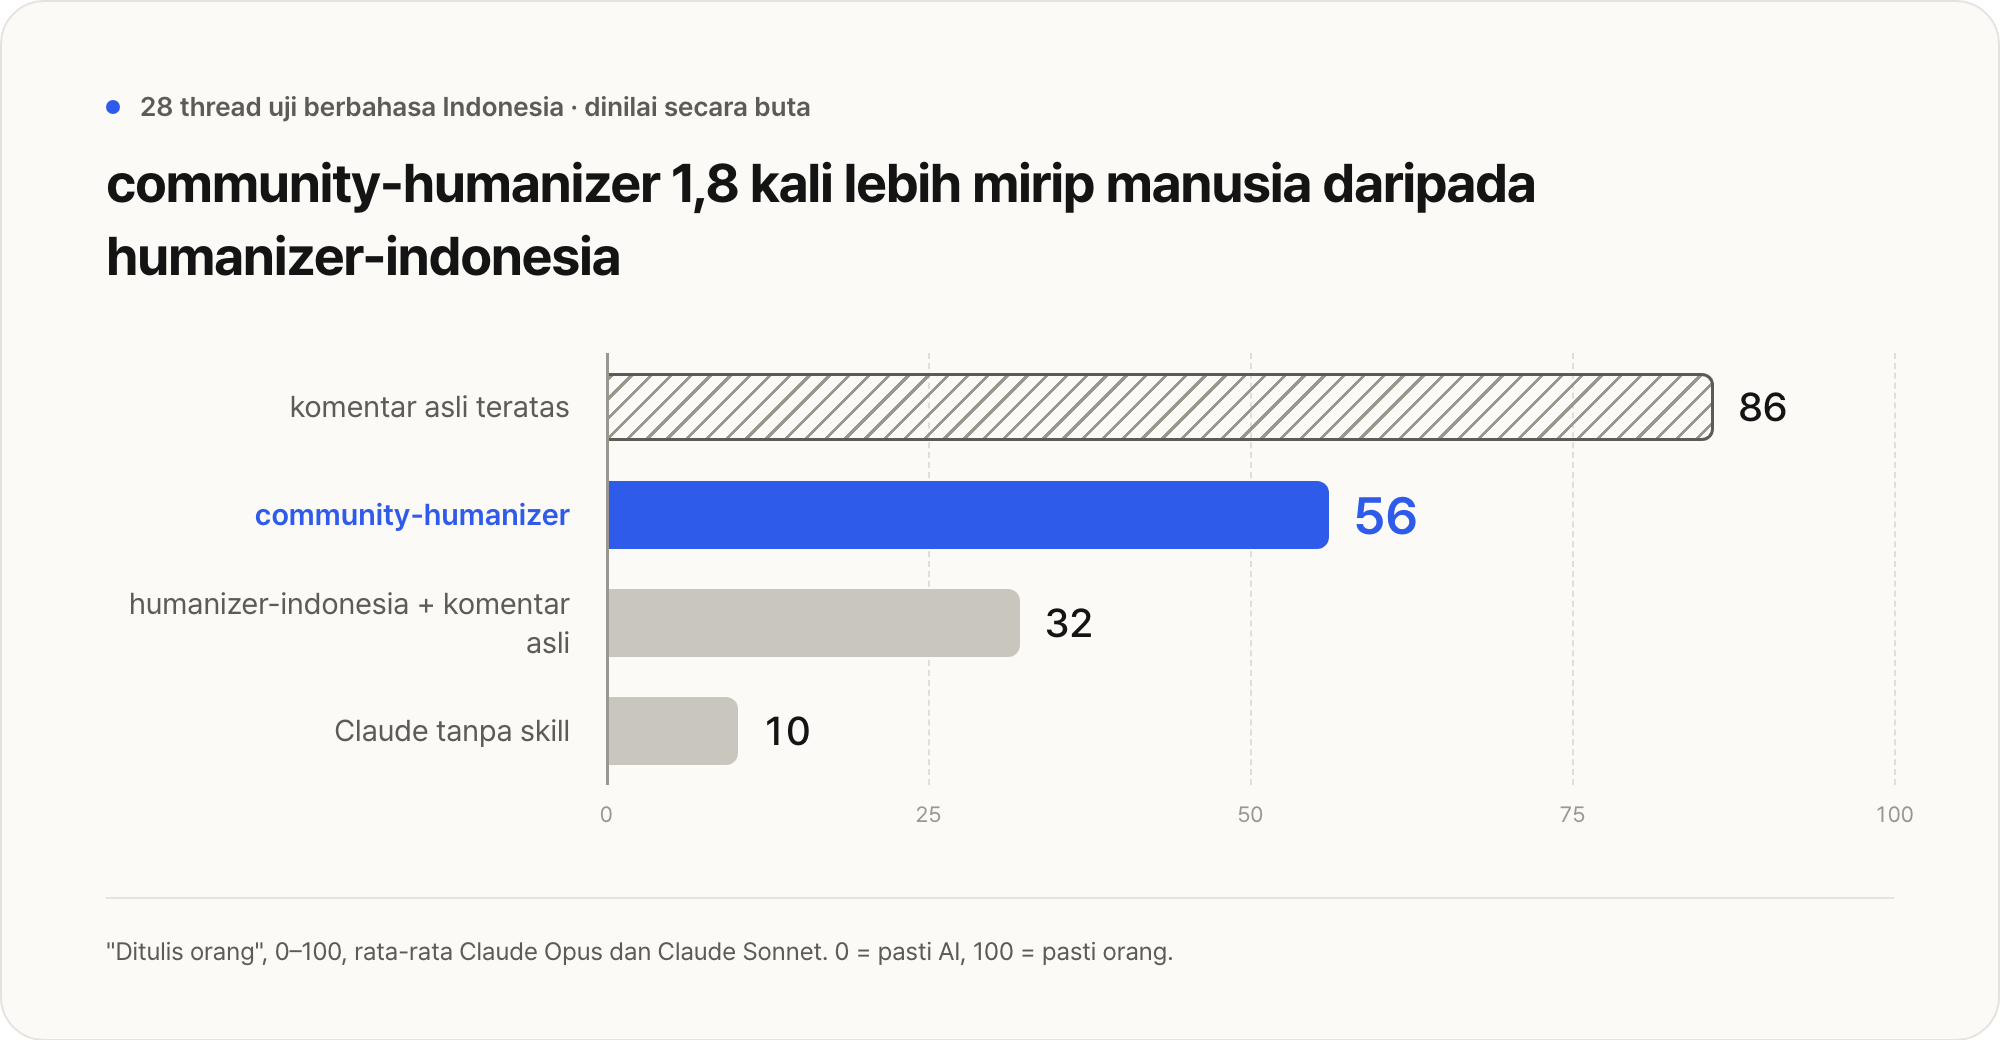 28 thread uji berbahasa Indonesia · dinilai secara buta
community-humanizer 1,8 kali lebih mirip manusia daripada
humanizer-indonesia
komentar asli teratas
86
community-humanizer
56
humanizer-indonesia + komentar
asli
32
Claude tanpa skill
10
0
25
50
75
100
"Ditulis orang", 0–100, rata-rata Claude Opus dan Claude Sonnet. 0 = pasti AI, 100 = pasti orang.